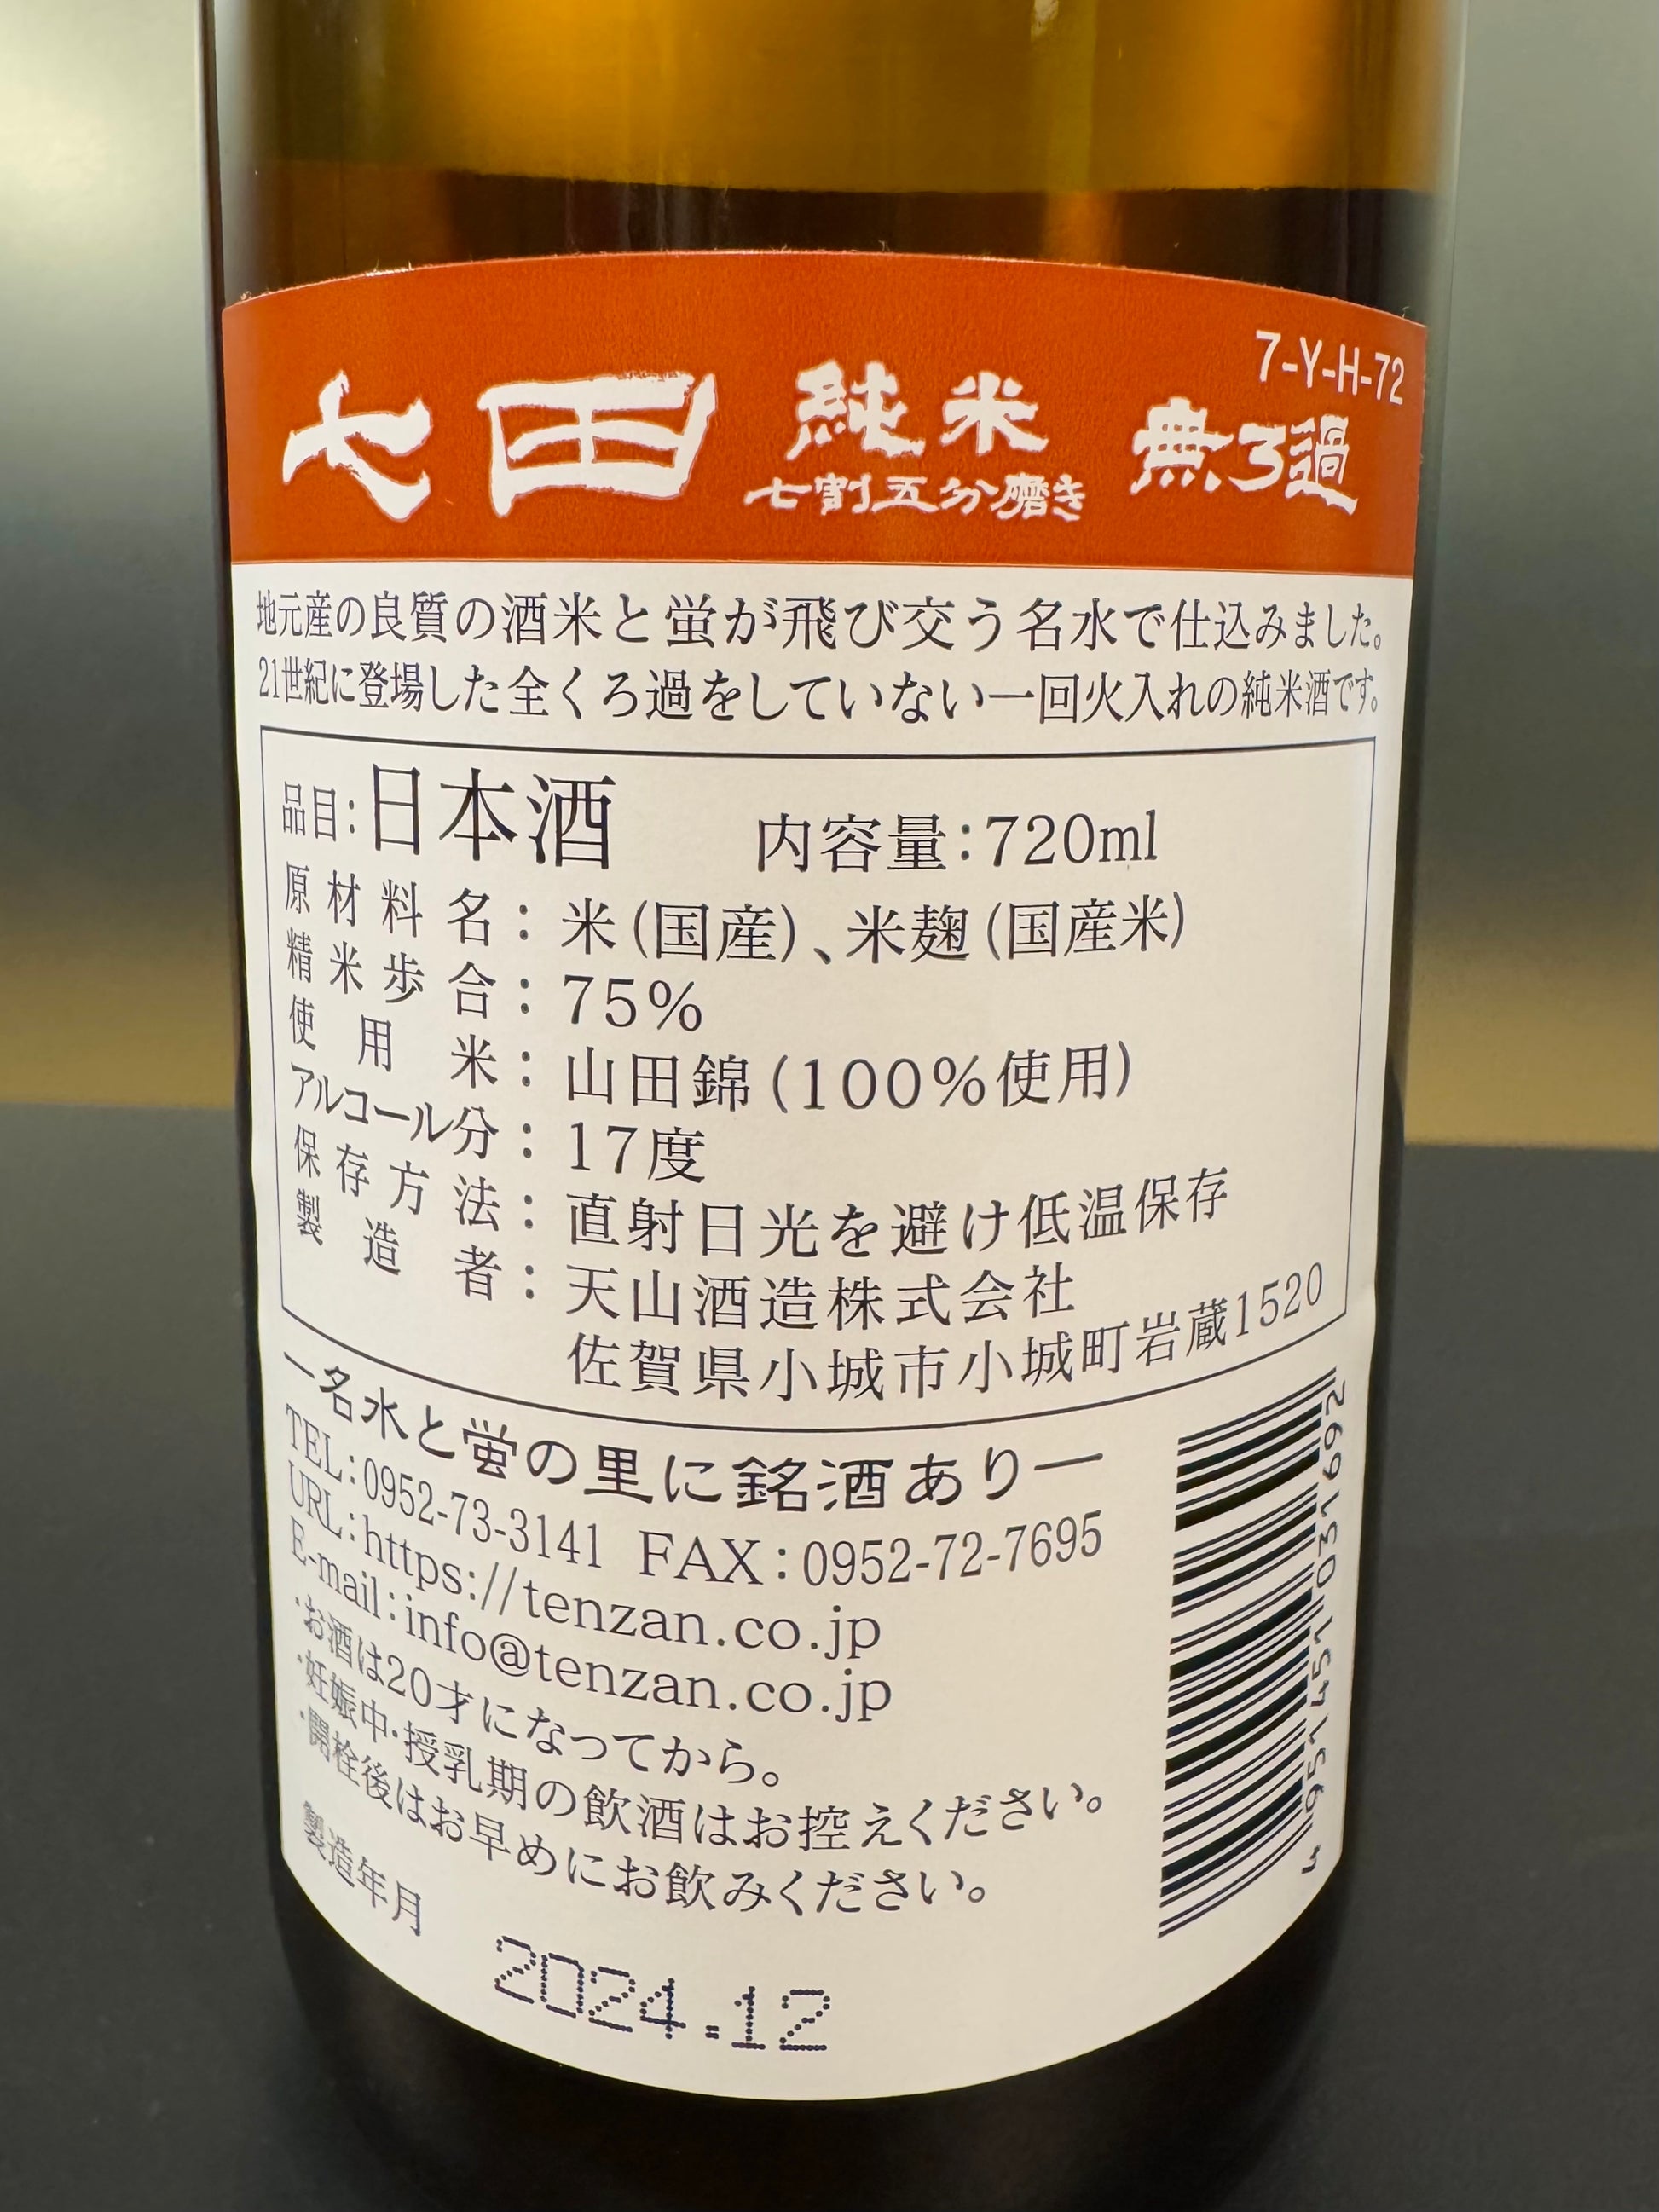 7-Y-H-72
七田 純米 無ろ過
七割五分磨き
地元産の良質の酒米と蛍が飛び交う名水で仕込みました。
21世紀に登場した全くろ過をしていない一回火入れの純米酒です。
品目:日本酒 内容量:720ml
原材料名:米(国産)、米麹(国産米)
精米歩合:75%
使用米:山田錦(100%使用)
アルコール分:17度
保存方法:直射日光を避け低温保存
製造者:天山酒造株式会社
佐賀県小城市小城町岩蔵1520
ー名水と蛍の里に銘酒ありー
TEL:0952-73-3141 FAX:0952-72-7695
URL:https://tenzan.co.jp
E-mail:info@tenzan.co.jp
・お酒は20才になってから。
・妊娠中・授乳期の飲酒はお控えください。
・開栓後はお早めにお飲みください。
製造年月
2024.12
4951451031692